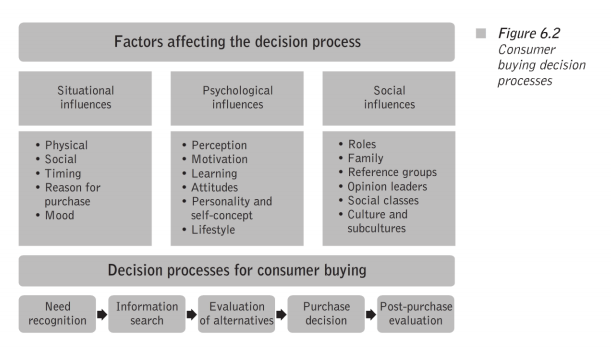 Factors affecting the decision process
Situational
influences
• Physical
• Social
• Timing
• Reason for
purchase
• Mood
Psychological
influences
• Perception
• Motivation
• Learning
• Attitudes
• Personality and
self-concept
• Lifestyle
Social
influences
• Roles
• Family
• Reference groups
• Opinion leaders
• Social classes
• Culture and
subcultures
Decision processes for consumer buying
Need
recognition
Information
search
Evaluation
of alternatives
Purchase
decision
Post-purchase
evaluation
Figure 6.2
Consumer
buying decision
processes